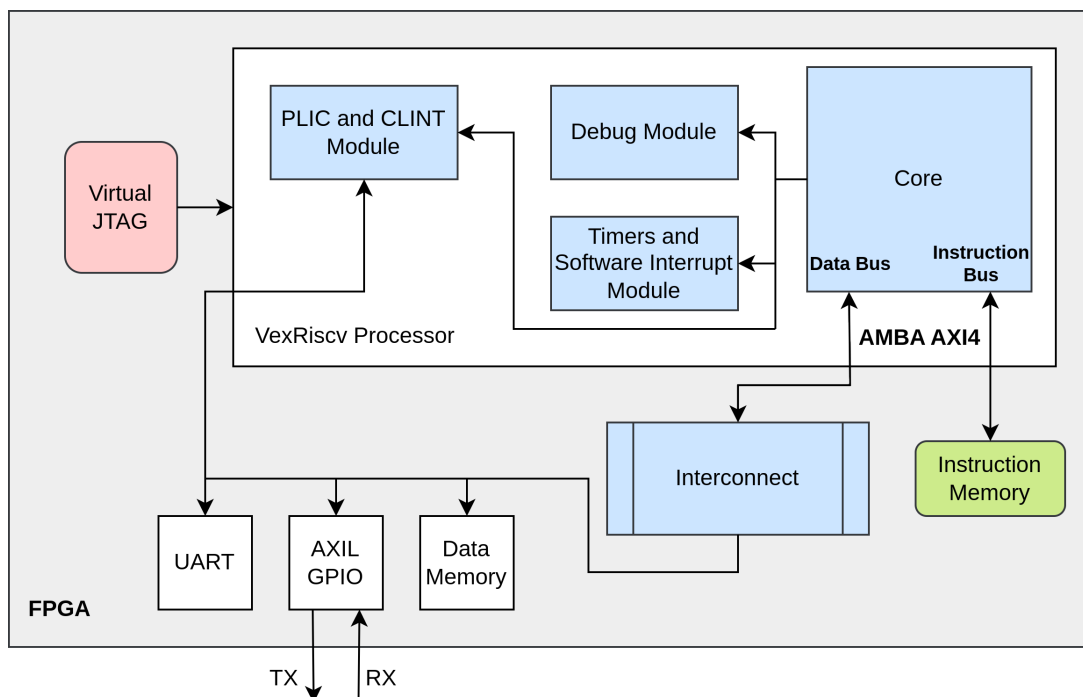 PLIC and CLINT
Module
Debug Module
Core
Virtual
JTAG
Timers and
Software Interrupt
Module
Data Bus
Instruction
Bus
VexRiscv Processor
AMBA AXI4
Interconnect
Instruction
Memory
UART
AXIL
GPIO
Data
Memory
FPGA
TX
RX